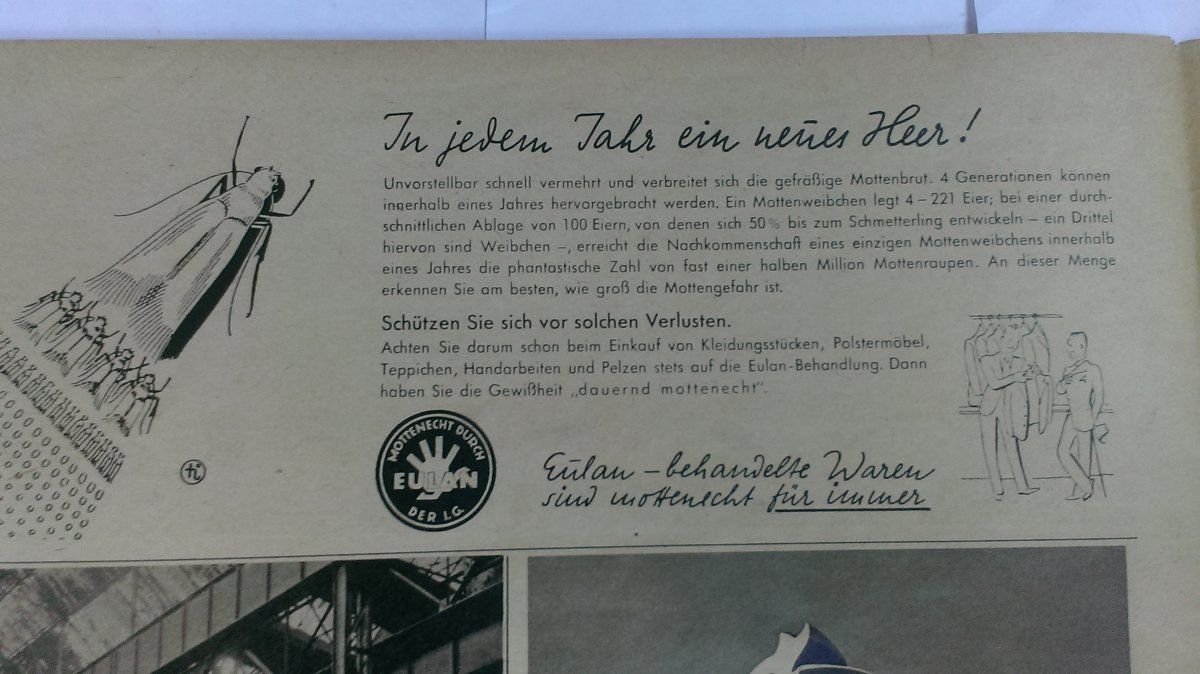 In jedem Jahr ein neues Heer!
Unvorstellbar schnell vermehrt und verbreitet sich die gefräßige Mottenbrut. 4 Generationen können
innerhalb eines Jahres hervorgebracht werden. Ein Mottenweibchen legt 4 – 221 Eier; bei einer durch-
schnittlichen Ablage von 100 Eiern, von denen sich 50% bis zum Schmetterling entwickeln – ein Drittel
hiervon sind Weibchen –, erreicht die Nachkommenschaft eines einzigen Mottenweibchens innerhalb
eines Jahres die phantastische Zahl von fast einer halben Million Mottenraupen. An dieser Menge
erkennen Sie am besten, wie groß die Mottengefahr ist.
Schützen Sie sich vor solchen Verlusten.
Achten Sie darum schon beim Einkauf von Kleidungsstücken, Polstermöbel,
Teppichen, Handarbeiten und Pelzen stets auf die Eulan-Behandlung. Dann
haben Sie die Gewißheit „dauernd mottenecht".
MOTTENECHT DURCH
EULAN
DER I.G.
Eulan – behandelte Waren
sind mottenecht für immer